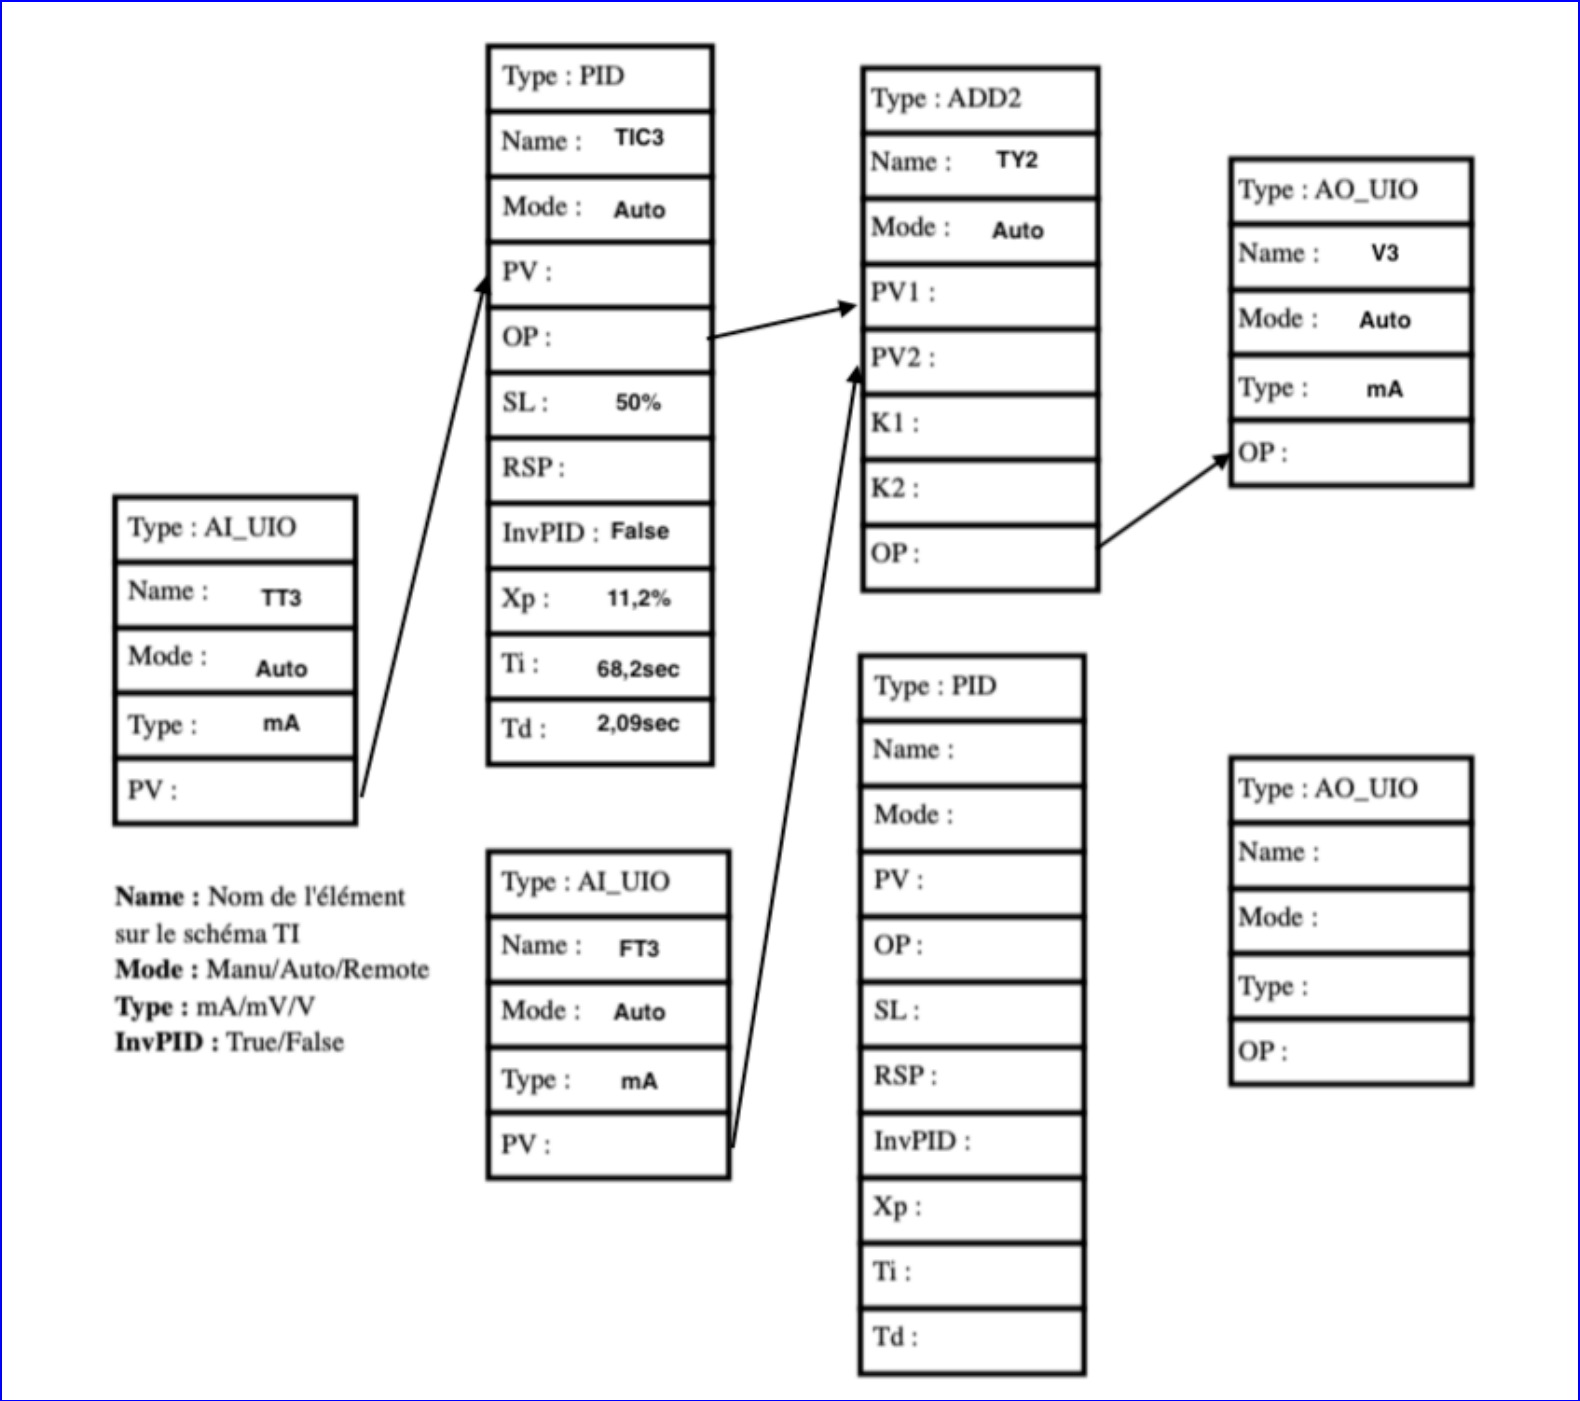 Type : PID
Name : TIC3
Mode : Auto
PV :
OP :
SL : 50%
RSP :
InvPID : False
Xp : 11,2%
Ti : 68,2sec
Td : 2,09sec
Type : ADD2
Name : TY2
Mode : Auto
PV1 :
PV2 :
K1 :
K2 :
OP :
Type : AO_UIO
Name : V3
Mode : Auto
Type : mA
OP :
Type : AI_UIO
Name : TT3
Mode : Auto
Type : mA
PV :
Name : Nom de l'élément
sur le schéma TI
Mode : Manu/Auto/Remote
Type : mA/mV/V
InvPID : True/False
Type : AI_UIO
Name : FT3
Mode : Auto
Type : mA
PV :
Type : PID
Name :
Mode :
PV :
OP :
SL :
RSP :
InvPID :
Xp :
Ti :
Td :
Type : AO_UIO
Name :
Mode :
Type :
OP :